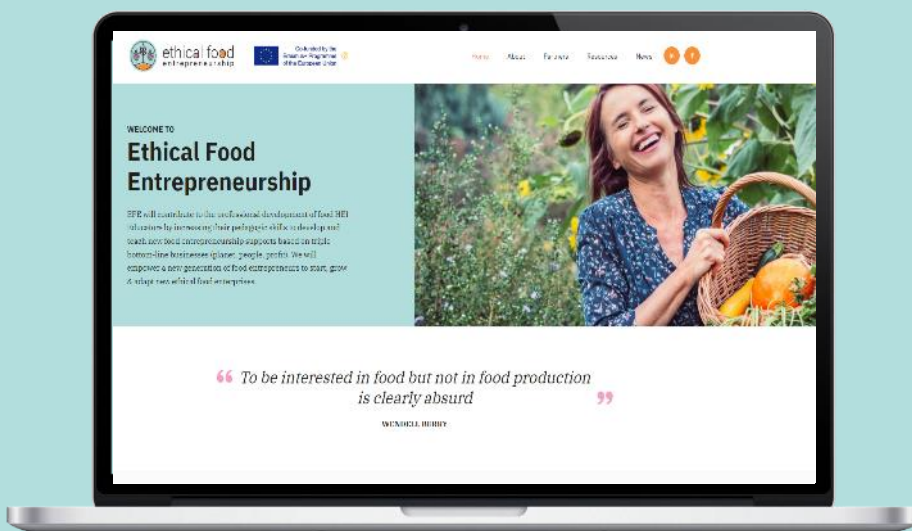 ethical food
entrepreneurship
Co-funded by the
Erasmus+ Programme
of the European Union
Home About Partners Resources News
WELCOME TO
Ethical Food
Entrepreneurship
EFE will contribute to the professional development of food HEI
Educators by increasing their pedagogic skills to develop and
teach new food entrepreneurship supports based on triple
bottom-line businesses (planet, people, profit). We will
empower a new generation of food entrepreneurs to start, grow
& adapt new ethical food enterprises
“ To be interested in food but not in food production
is clearly absurd ”
WENDELL BERRY